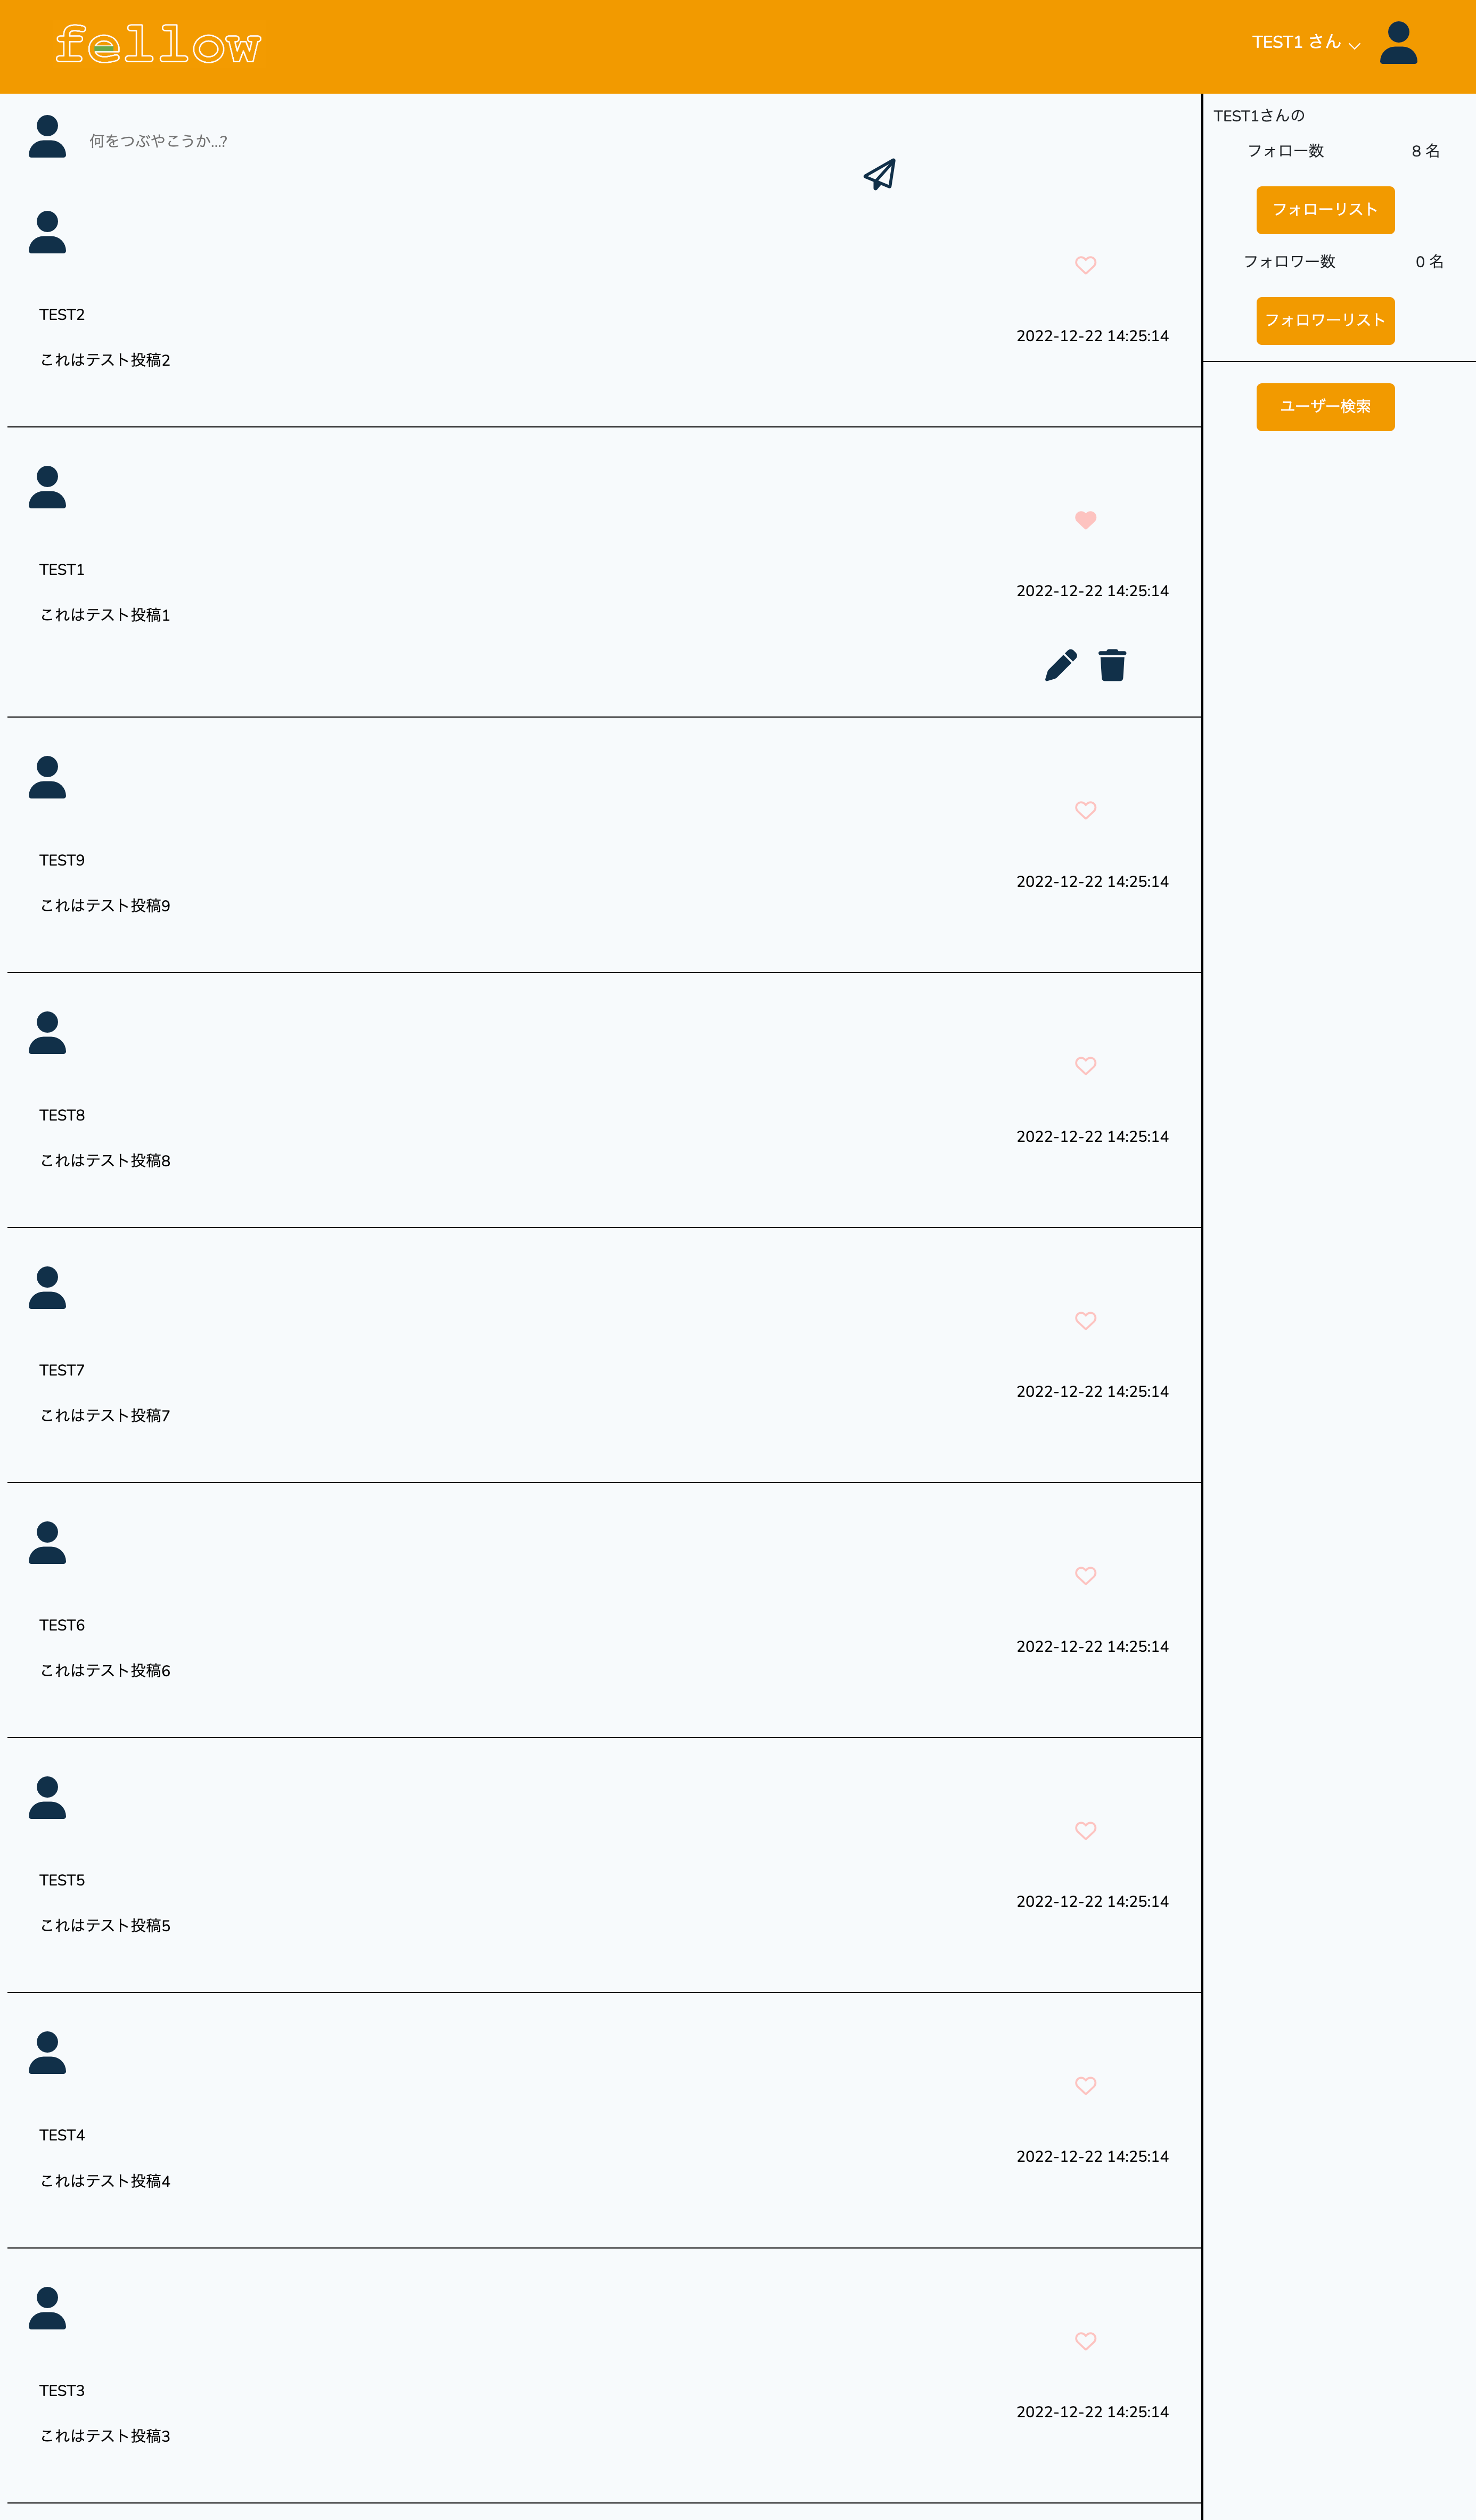 fellow
TEST1 さん
何をつぶやこうか...?
TEST2
2022-12-22 14:25:14
これはテスト投稿2
TEST1
2022-12-22 14:25:14
これはテスト投稿1
TEST9
2022-12-22 14:25:14
これはテスト投稿9
TEST8
2022-12-22 14:25:14
これはテスト投稿8
TEST7
2022-12-22 14:25:14
これはテスト投稿7
TEST6
2022-12-22 14:25:14
これはテスト投稿6
TEST5
2022-12-22 14:25:14
これはテスト投稿5
TEST4
2022-12-22 14:25:14
これはテスト投稿4
TEST3
2022-12-22 14:25:14
これはテスト投稿3
TEST1さんの
フォロー数 8 名
フォローリスト
フォロワー数 0 名
フォロワーリスト
ユーザー検索